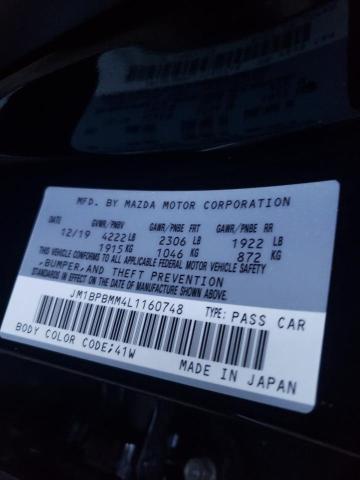 MFD. BY MAZDA MOTOR CORPORATION
GVWR/PNBV GAWR/PNBE FRT GAWR/PNBE RR
12/19 4222 LB 2306 LB 1922 LB
1915 KG 1046 KG 872 KG
THIS VEHICLE CONFORMS TO ALL APPLICABLE FEDERAL MOTOR VEHICLE SAFETY
,BUMPER,AND THEFT PREVENTION
STANDARDS IN EFFECT ON THE DATE OF MANUFACTURE SHOWN ABOVE.
JM1BPBMM4L1160748 TYPE: PASS CAR
BODY COLOR CODE;41W MADE IN JAPAN